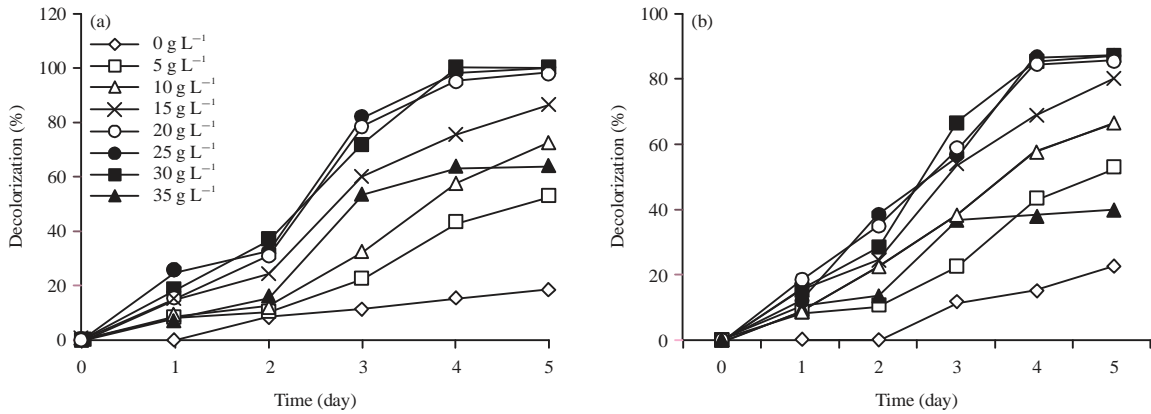 (a)
120
100
80
60
40
20
0
Decolorization (%)
0 g L⁻¹
5 g L⁻¹
10 g L⁻¹
15 g L⁻¹
20 g L⁻¹
25 g L⁻¹
30 g L⁻¹
35 g L⁻¹
0 1 2 3 4 5
Time (day)
(b)
100
80
60
40
20
0
Decolorization (%)
0 1 2 3 4 5
Time (day)